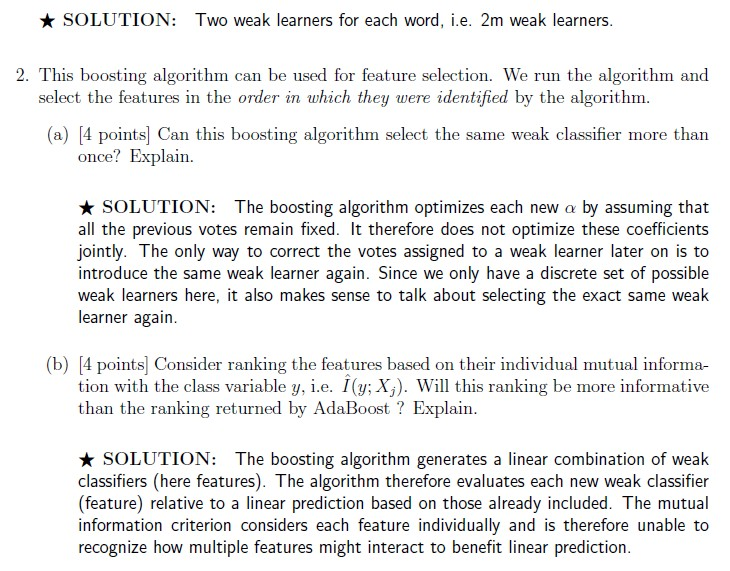 ★ SOLUTION: Two weak learners for each word, i.e. 2m weak learners.
2. This boosting algorithm can be used for feature selection. We run the algorithm and
select the features in the order in which they were identified by the algorithm.
(a) [4 points] Can this boosting algorithm select the same weak classifier more than
once? Explain.
★ SOLUTION: The boosting algorithm optimizes each new α by assuming that
all the previous votes remain fixed. It therefore does not optimize these coefficients
jointly. The only way to correct the votes assigned to a weak learner later on is to
introduce the same weak learner again. Since we only have a discrete set of possible
weak learners here, it also makes sense to talk about selecting the exact same weak
learner again.
(b) [4 points] Consider ranking the features based on their individual mutual informa-
tion with the class variable y, i.e. Î(y; Xⱼ). Will this ranking be more informative
than the ranking returned by AdaBoost ? Explain.
★ SOLUTION: The boosting algorithm generates a linear combination of weak
classifiers (here features). The algorithm therefore evaluates each new weak classifier
(feature) relative to a linear prediction based on those already included. The mutual
information criterion considers each feature individually and is therefore unable to
recognize how multiple features might interact to benefit linear prediction.